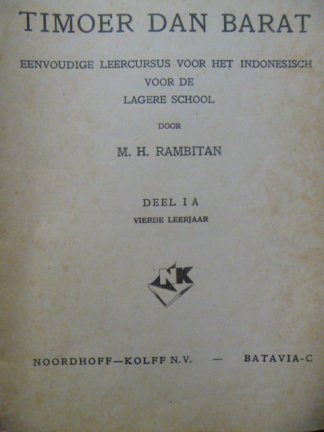 TIMOER DAN BARAT
EENVOUDIGE LEERCURSUS VOOR HET INDONESISCH
VOOR DE
LAGERE SCHOOL
DOOR
M. H. RAMBITAN
DEEL I A
VIERDE LEERJAAR
NK
NOORDHOFF—KOLFF N.V. — BATAVIA-C